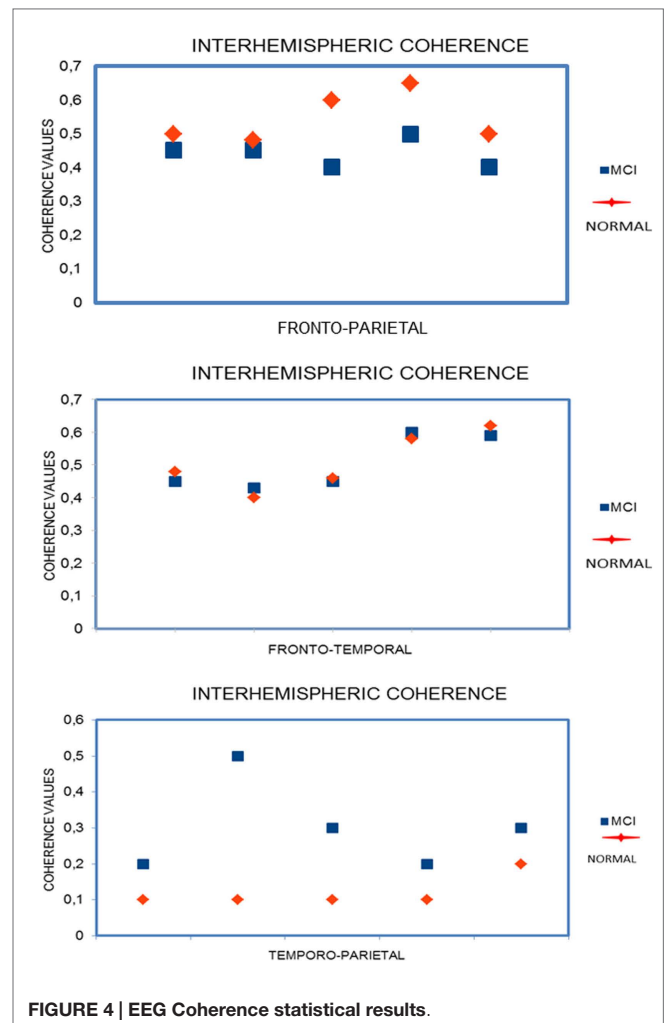 INTERHEMISPHERIC COHERENCE
0,7
0,6
0,5
0,4
0,3
0,2
0,1
0
COHERENCE VALUES
MCI
NORMAL
FRONTO-PARIETAL
INTERHEMISPHERIC COHERENCE
0,7
0,6
0,5
0,4
0,3
0,2
0,1
0
COHERENCE VALUES
MCI
NORMAL
FRONTO-TEMPORAL
INTERHEMISPHERIC COHERENCE
0,6
0,5
0,4
0,3
0,2
0,1
0
COHERENCE VALUES
MCI
NORMAL
TEMPORO-PARIETAL
FIGURE 4 | EEG Coherence statistical results.